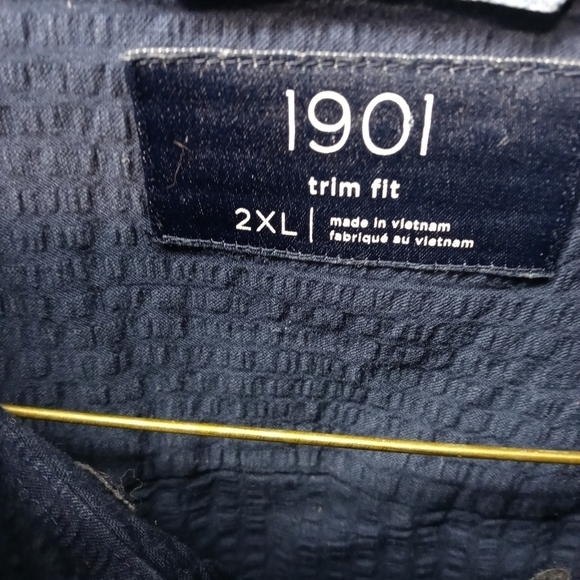 1901
trim fit
2XL
made in vietnam
fabriqué au vietnam